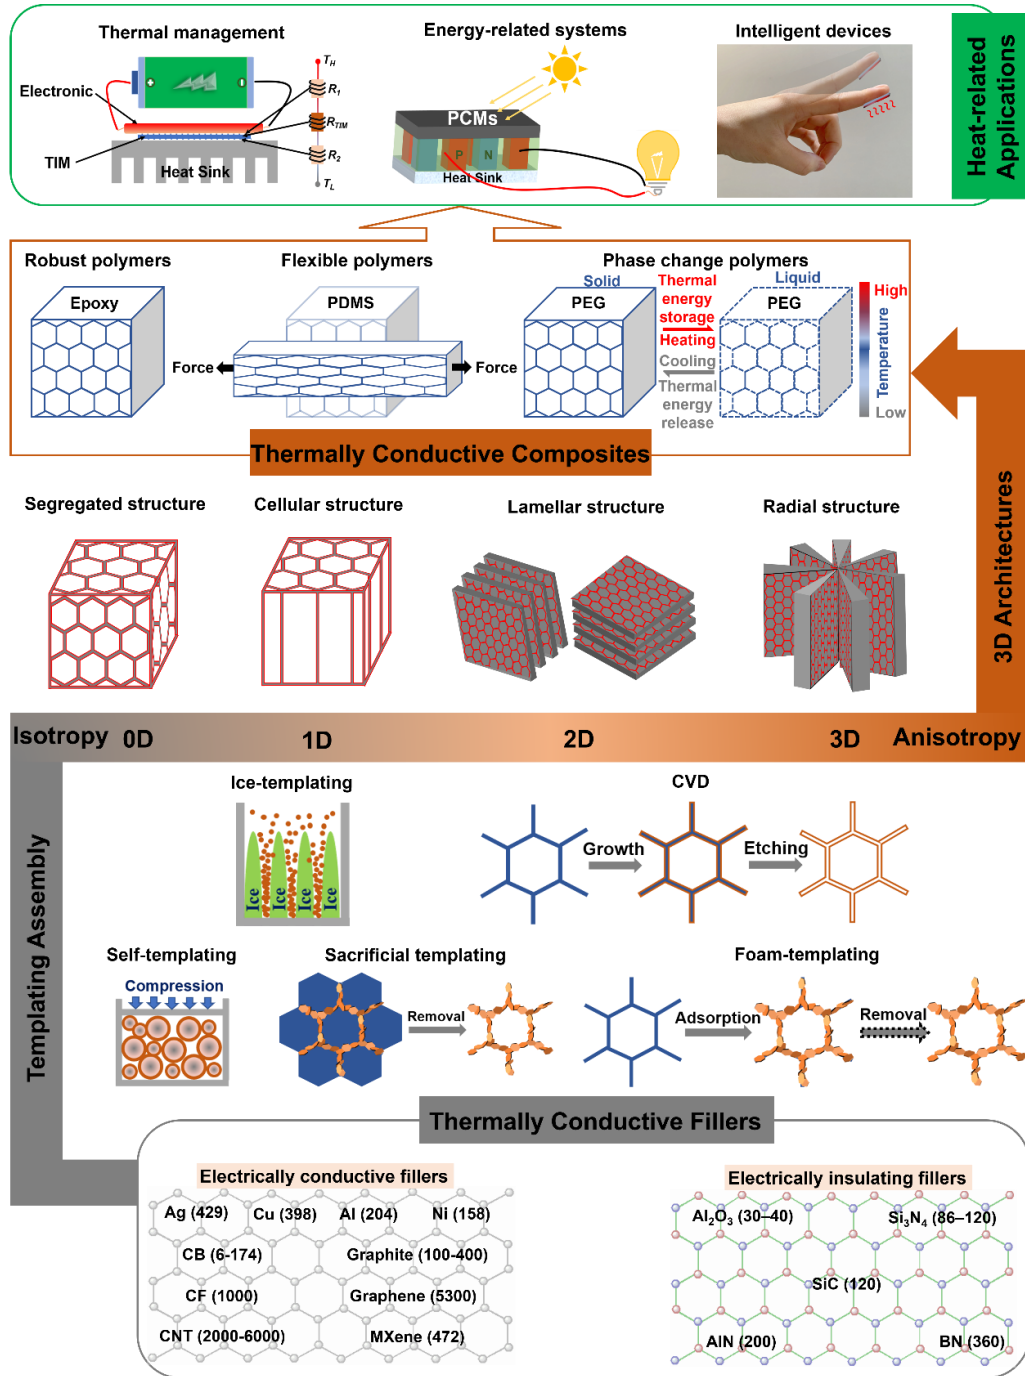 Thermal management
Energy-related systems
Intelligent devices
Heat-related
Applications
Electronic
TIM
Heat Sink
T_H
R_1
R_TIM
R_2
T_L
+
PCMs
P
N
Heat Sink
Robust polymers
Flexible polymers
Phase change polymers
Epoxy
PDMS
Force
Force
Solid
PEG
Thermal
energy
storage
Heating
Cooling
Thermal
energy
release
Liquid
PEG
High
Temperature
Low
Thermally Conductive Composites
3D Architectures
Segregated structure
Cellular structure
Lamellar structure
Radial structure
Isotropy
0D
1D
2D
3D
Anisotropy
Templating Assembly
Ice-templating
Ice
Ice
Ice
Ice
CVD
Growth
Etching
Self-templating
Compression
Sacrificial templating
Removal
Foam-templating
Adsorption
Removal
Thermally Conductive Fillers
Electrically conductive fillers
Ag (429)
Cu (398)
Al (204)
Ni (158)
CB (6-174)
Graphite (100-400)
CF (1000)
Graphene (5300)
CNT (2000-6000)
MXene (472)
Electrically insulating fillers
Al₂O₃ (30–40)
Si₃N₄ (86–120)
SiC (120)
AlN (200)
BN (360)